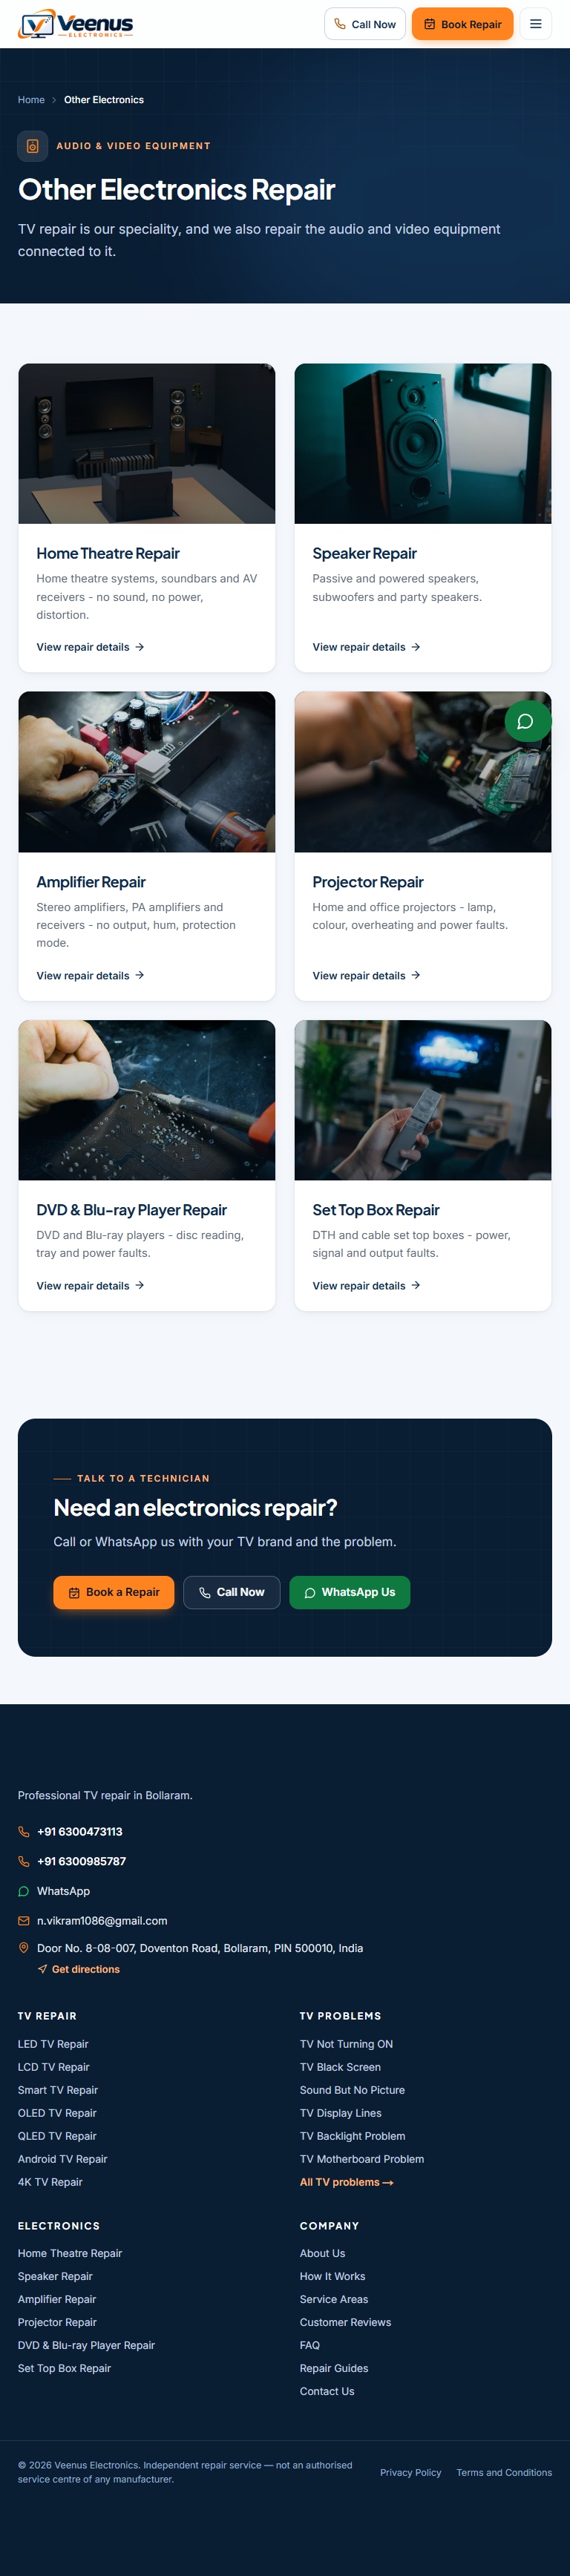 Veenus
ELECTRONICS
Call Now
Book Repair
Home > Other Electronics
AUDIO & VIDEO EQUIPMENT
Other Electronics Repair
TV repair is our speciality, and we also repair the audio and video equipment
connected to it.
Home Theatre Repair
Home theatre systems, soundbars and AV
receivers - no sound, no power,
distortion.
View repair details →
Speaker Repair
Passive and powered speakers,
subwoofers and party speakers.
View repair details →
Amplifier Repair
Stereo amplifiers, PA amplifiers and
receivers - no output, hum, protection
mode.
View repair details →
Projector Repair
Home and office projectors - lamp,
colour, overheating and power faults.
View repair details →
DVD & Blu-ray Player Repair
DVD and Blu-ray players - disc reading,
tray and power faults.
View repair details →
Set Top Box Repair
DTH and cable set top boxes - power,
signal and output faults.
View repair details →
TALK TO A TECHNICIAN
Need an electronics repair?
Call or WhatsApp us with your TV brand and the problem.
Book a Repair
Call Now
WhatsApp Us
Professional TV repair in Bollaram.
+91 6300473113
+91 6300985787
WhatsApp
n.vikram1086@gmail.com
Door No. 8-08-007, Doventon Road, Bollaram, PIN 500010, India
Get directions
TV REPAIR
LED TV Repair
LCD TV Repair
Smart TV Repair
OLED TV Repair
QLED TV Repair
Android TV Repair
4K TV Repair
TV PROBLEMS
TV Not Turning ON
TV Black Screen
Sound But No Picture
TV Display Lines
TV Backlight Problem
TV Motherboard Problem
All TV problems →
ELECTRONICS
Home Theatre Repair
Speaker Repair
Amplifier Repair
Projector Repair
DVD & Blu-ray Player Repair
Set Top Box Repair
COMPANY
About Us
How It Works
Service Areas
Customer Reviews
FAQ
Repair Guides
Contact Us
© 2026 Veenus Electronics. Independent repair service — not an authorised
service centre of any manufacturer.
Privacy Policy
Terms and Conditions